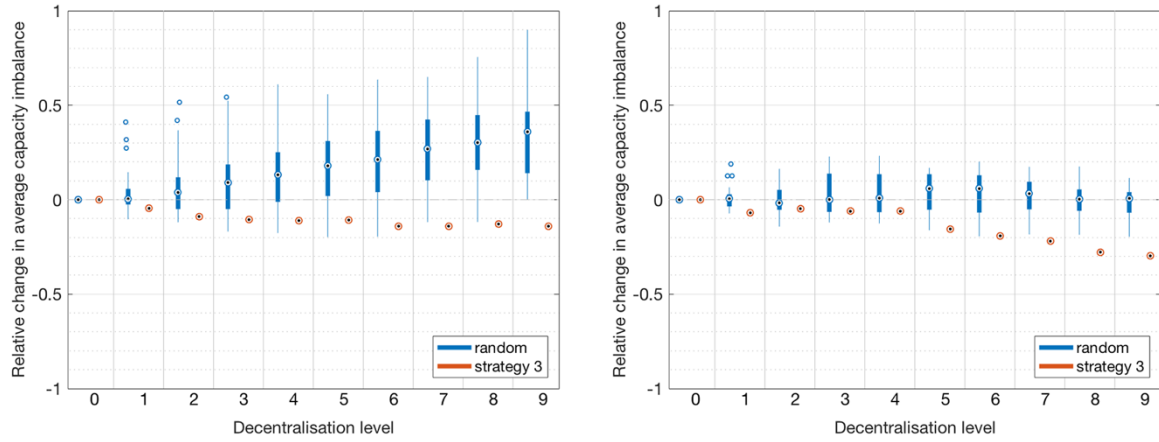 Relative change in average capacity imbalance
1
0.5
0
-0.5
-1
random
strategy 3
0 1 2 3 4 5 6 7 8 9
Decentralisation level
Relative change in average capacity imbalance
1
0.5
0
-0.5
-1
random
strategy 3
0 1 2 3 4 5 6 7 8 9
Decentralisation level